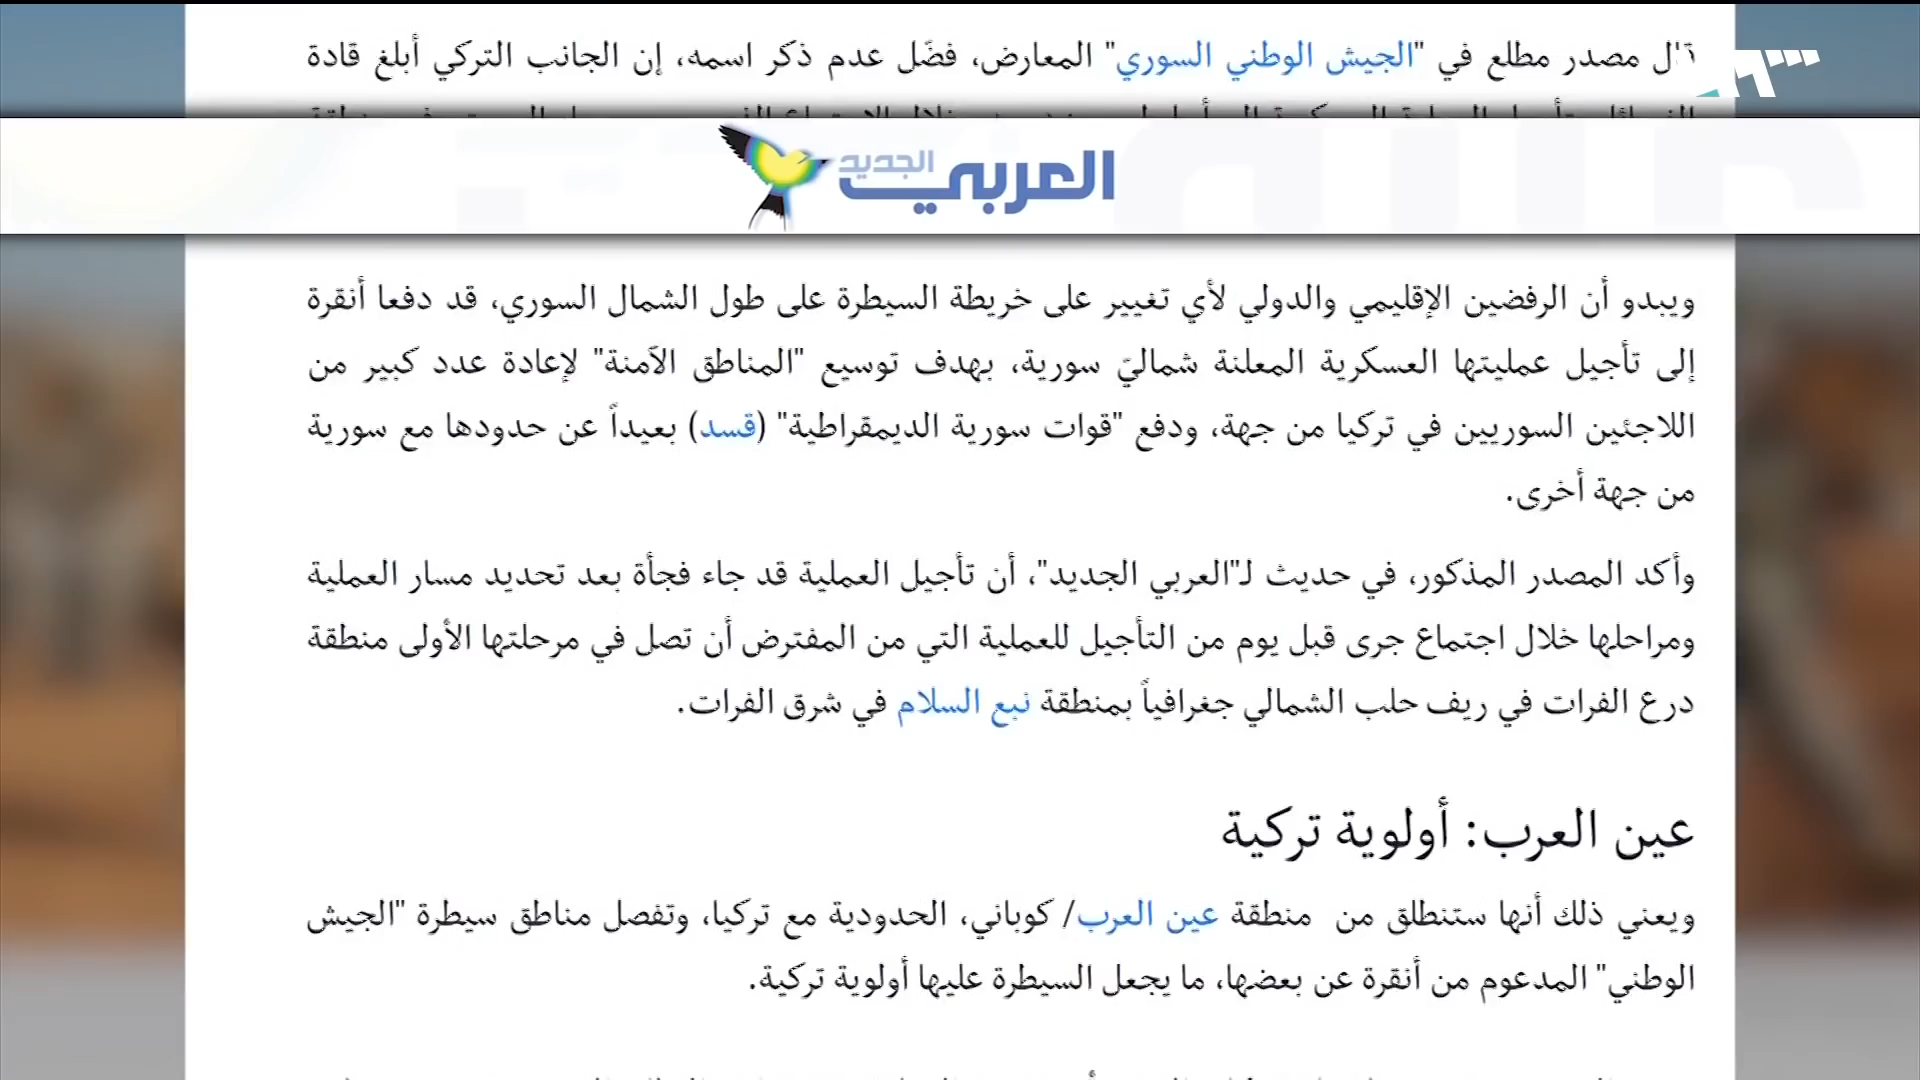 قال مصدر مطلع في "الجيش الوطني السوري" المعارض، فضّل عدم ذكر اسمه، إن الجانب التركي أبلغ قادة
العربي الجديد
ويبدو أن الرفضين الإقليمي والدولي لأي تغيير على خريطة السيطرة على طول الشمال السوري، قد دفعا أنقرة
إلى تأجيل عمليتها العسكرية المعلنة شماليّ سورية، بهدف توسيع "المناطق الآمنة" لإعادة عدد كبير من
اللاجئين السوريين في تركيا من جهة، ودفع "قوات سورية الديمقراطية" (قسد) بعيداً عن حدودها مع سورية
من جهة أخرى.
وأكد المصدر المذكور، في حديث لـ"العربي الجديد"، أن تأجيل العملية قد جاء فجأة بعد تحديد مسار العملية
ومراحلها خلال اجتماع جرى قبل يوم من التأجيل للعملية التي من المفترض أن تصل في مرحلتها الأولى منطقة
درع الفرات في ريف حلب الشمالي جغرافياً بمنطقة نبع السلام في شرق الفرات.
عين العرب: أولوية تركية
ويعني ذلك أنها ستنطلق من منطقة عين العرب/ كوباني، الحدودية مع تركيا، وتفصل مناطق سيطرة "الجيش
الوطني" المدعوم من أنقرة عن بعضها، ما يجعل السيطرة عليها أولوية تركية.